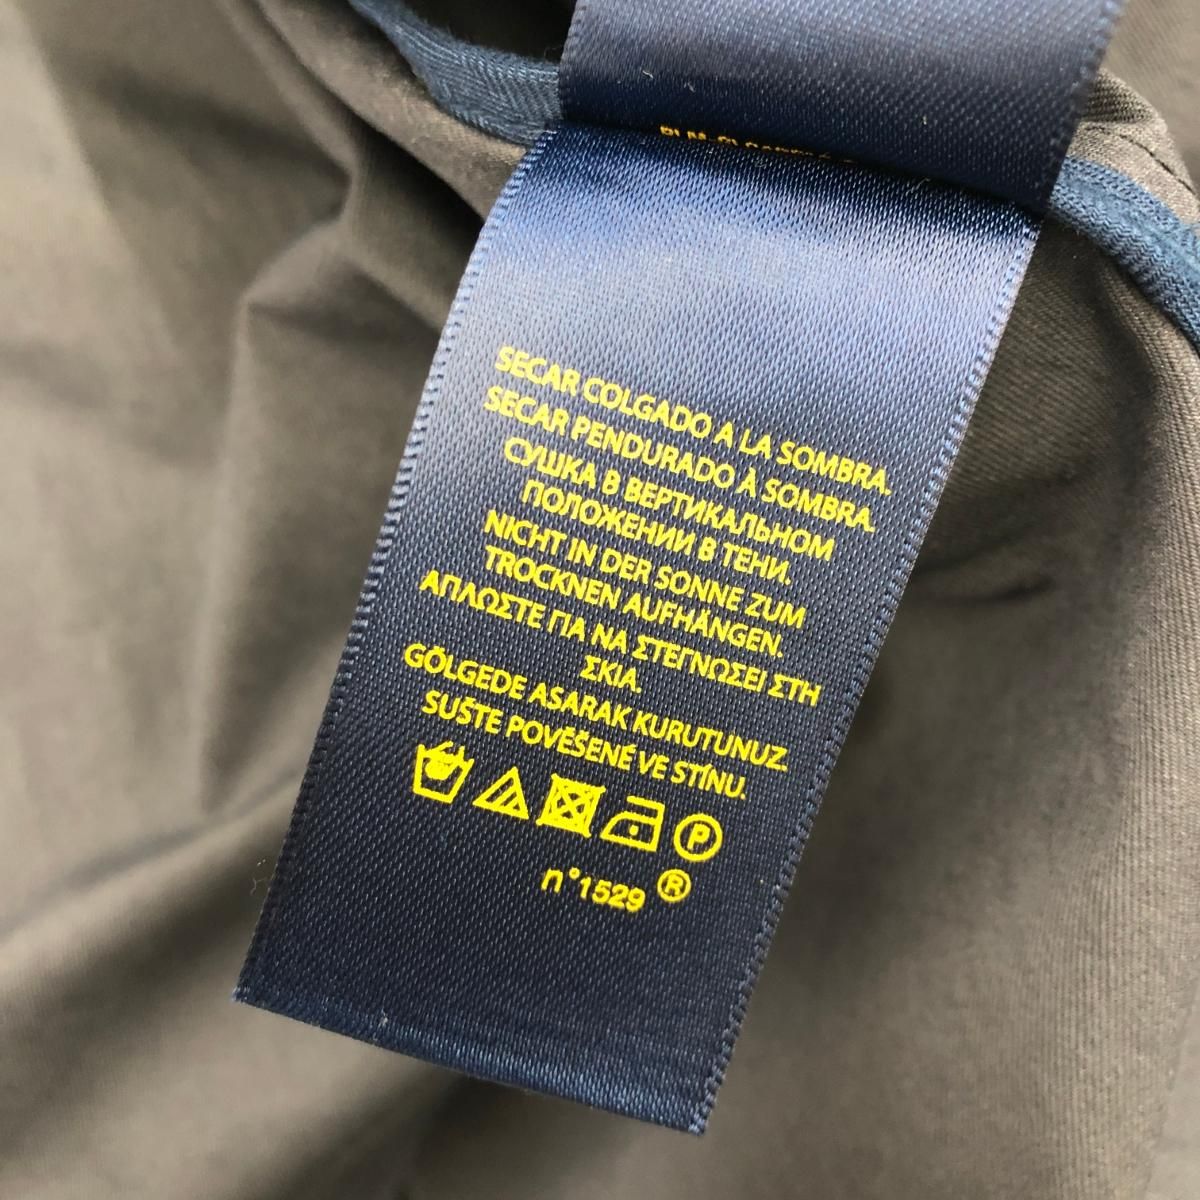 SECAR COLGADO A LA SOMBRA.
SECAR PENDURADO À SOMBRA.
СУШКА В ВЕРТИКАЛЬНОМ
ПОЛОЖЕНИИ В ТЕНИ.
NICHT IN DER SONNE ZUM
TROCKNEN AUFHÄNGEN.
ΑΠΛΩΣΤΕ ΓΙΑ ΝΑ ΣΤΕΓΝΩΣΕΙ ΣΤΗ
ΣΚΙΑ.
GÖLGEDE ASARAK KURUTUNUZ.
SUŠTE POVĚŠENÉ VE STÍNU.
P
n°1529 ®